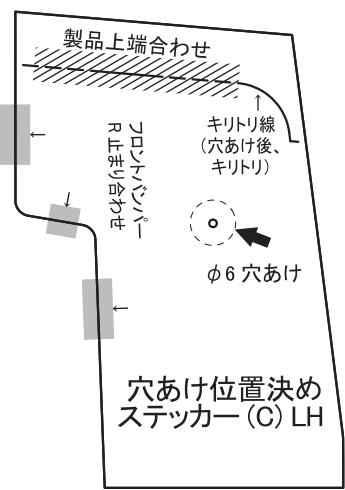 製品上端合わせ
キリトリ線
(穴あけ後、
キリトリ)
フロントバンパー
R止まり合わせ
φ6 穴あけ
穴あけ位置決め
ステッカー(C) LH